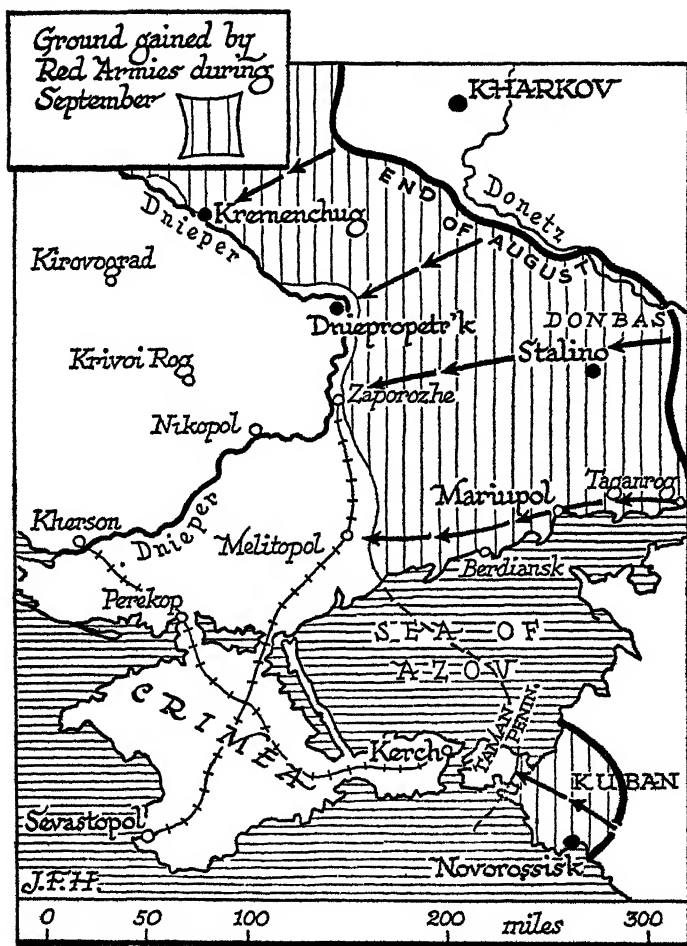 Ground gained by
Red Armies during
September
KHARKOV
Donetz
END OF AUGUST
Kremenchug
Dnieper
Kirovograd
Dniepropetr'k
DONBAS
Stalino
Krivoi Rog
Zaporozhe
Nikopol
Taganrog
Mariupol
Kherson
Dnieper
Melitopol
Berdiansk
Perekop
SEA OF
AZOV
CRIMEA
TAMAN
PENIN.
Kerch
KUBAN
Sevastopol
Novorossisk
J.F.H.
0 50 100 200 miles 300